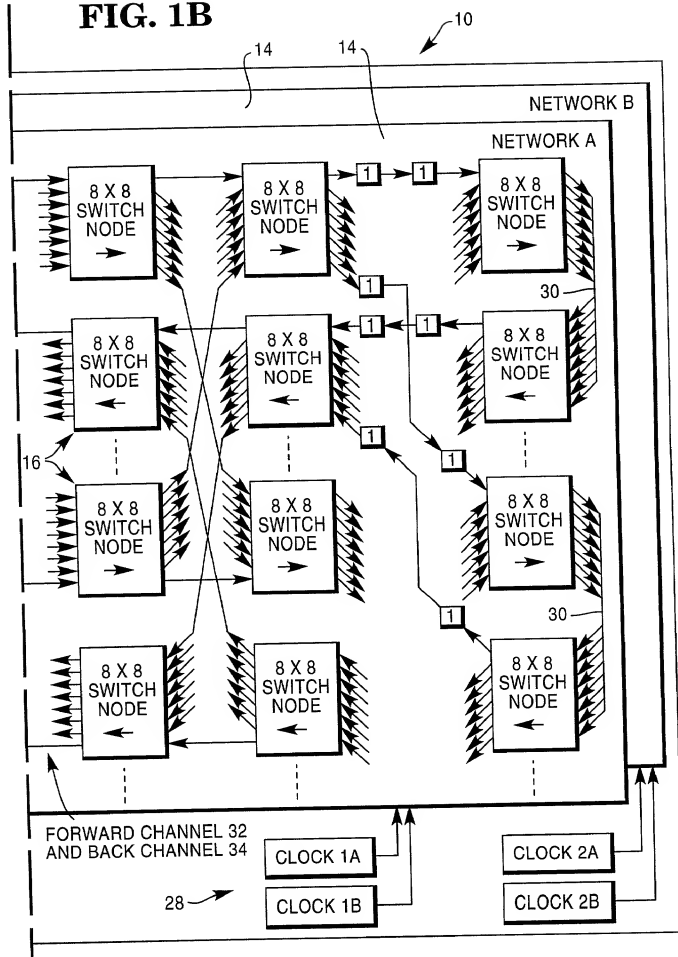 FIG. 1B
10
14
14
NETWORK B
NETWORK A
8 X 8
SWITCH
NODE
8 X 8
SWITCH
NODE
1
1
8 X 8
SWITCH
NODE
1
30
8 X 8
SWITCH
NODE
8 X 8
SWITCH
NODE
1
1
8 X 8
SWITCH
NODE
16
1
1
8 X 8
SWITCH
NODE
8 X 8
SWITCH
NODE
8 X 8
SWITCH
NODE
1
30
8 X 8
SWITCH
NODE
8 X 8
SWITCH
NODE
8 X 8
SWITCH
NODE
FORWARD CHANNEL 32
AND BACK CHANNEL 34
CLOCK 1A
CLOCK 2A
28
CLOCK 1B
CLOCK 2B